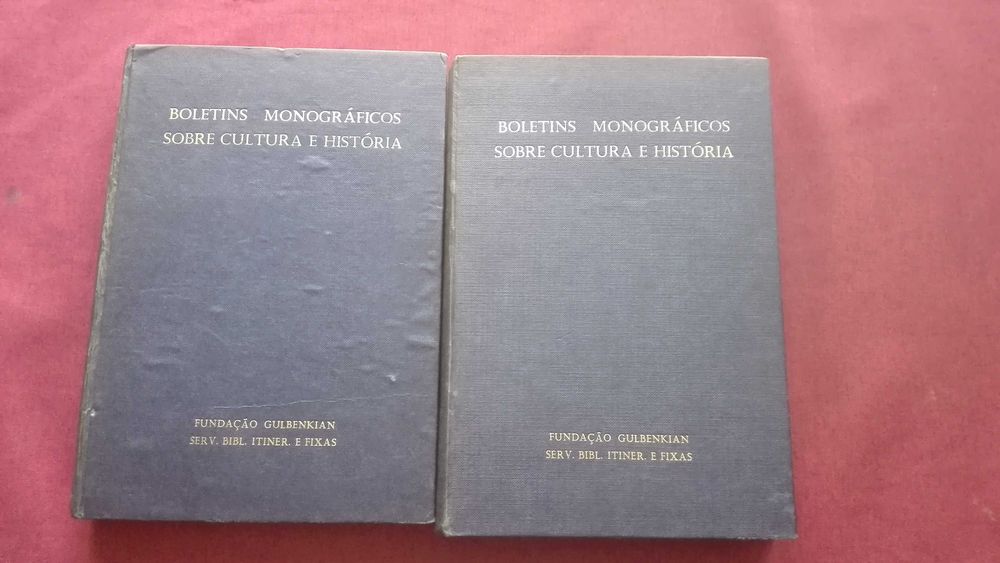 BOLETINS MONOGRÁFICOS
SOBRE CULTURA E HISTÓRIA
FUNDAÇÃO GULBENKIAN
SERV. BIBL. ITINER. E FIXAS
BOLETINS MONOGRÁFICOS
SOBRE CULTURA E HISTÓRIA
FUNDAÇÃO GULBENKIAN
SERV. BIBL. ITINER. E FIXAS